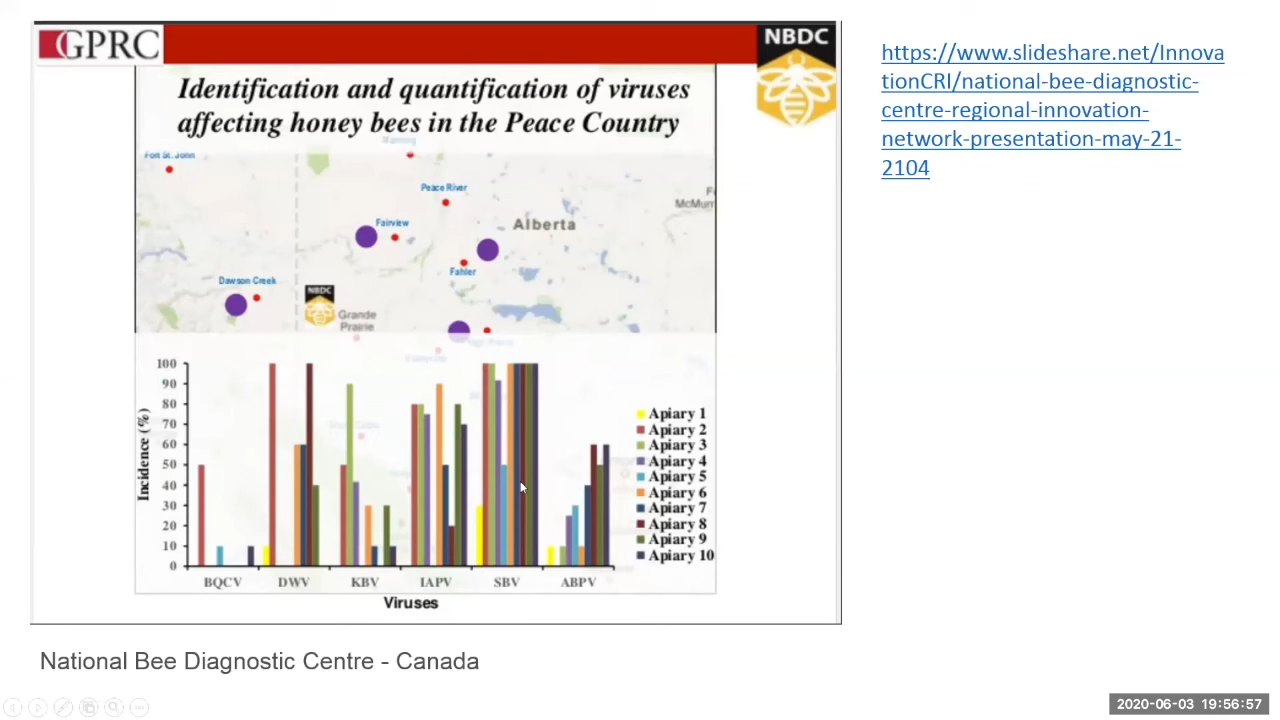 GPRC
NBDC
Identification and quantification of viruses
affecting honey bees in the Peace Country
https://www.slideshare.net/Innova
tionCRI/national-bee-diagnostic-
centre-regional-innovation-
network-presentation-may-21-
2104
Manning
Fort St. John
Peace River
McMurr
Fairview
Alberta
Fahler
Dawson Creek
NBDC
Grande
Prairie
100
90
80
70
60
50
40
30
20
10
0
Incidence (%)
Apiary 1
Apiary 2
Apiary 3
Apiary 4
Apiary 5
Apiary 6
Apiary 7
Apiary 8
Apiary 9
Apiary 10
BQCV DWV KBV IAPV SBV ABPV
Viruses
National Bee Diagnostic Centre - Canada
2020-06-03 19:56:57